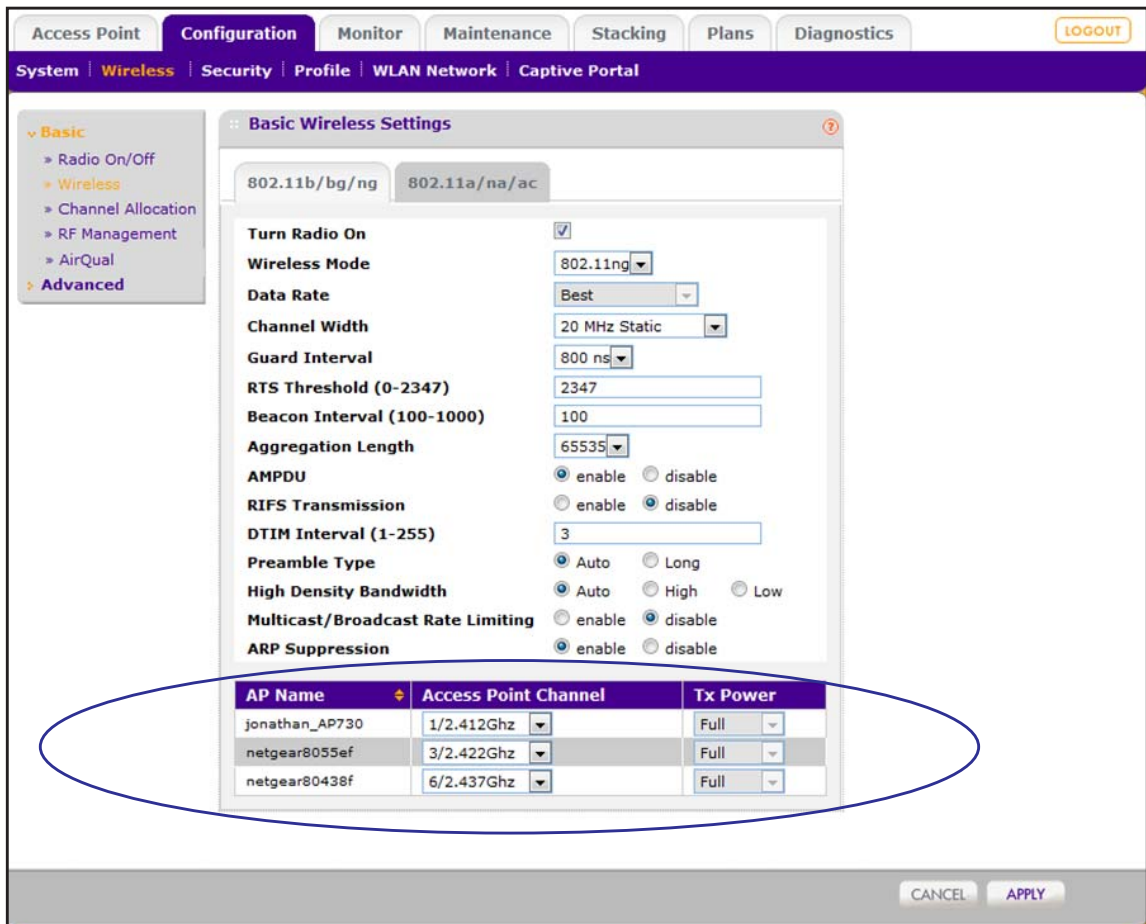 Access Point Configuration Monitor Maintenance Stacking Plans Diagnostics LOGOUT
System Wireless Security Profile WLAN Network Captive Portal
Basic
» Radio On/Off
» Wireless
» Channel Allocation
» RF Management
» AirQual
Advanced
Basic Wireless Settings ?
802.11b/bg/ng 802.11a/na/ac
Turn Radio On
Wireless Mode 802.11ng
Data Rate Best
Channel Width 20 MHz Static
Guard Interval 800 ns
RTS Threshold (0-2347) 2347
Beacon Interval (100-1000) 100
Aggregation Length 65535
AMPDU enable disable
RIFS Transmission enable disable
DTIM Interval (1-255) 3
Preamble Type Auto Long
High Density Bandwidth Auto High Low
Multicast/Broadcast Rate Limiting enable disable
ARP Suppression enable disable
AP Name Access Point Channel Tx Power
jonathan_AP730 1/2.412Ghz Full
netgear8055ef 3/2.422Ghz Full
netgear80438f 6/2.437Ghz Full
CANCEL APPLY